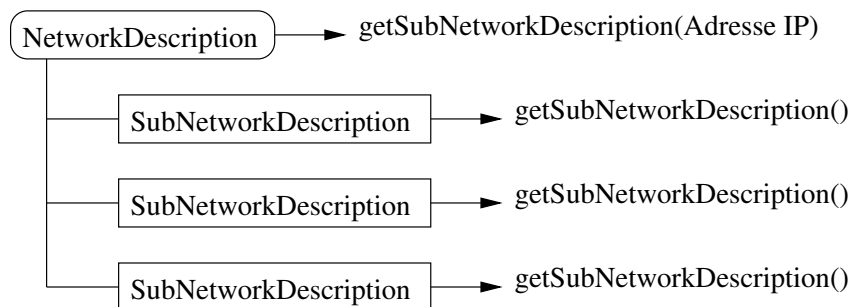 NetworkDescription
getSubNetworkDescription(Adresse IP)
SubNetworkDescription
getSubNetworkDescription()
SubNetworkDescription
getSubNetworkDescription()
SubNetworkDescription
getSubNetworkDescription()